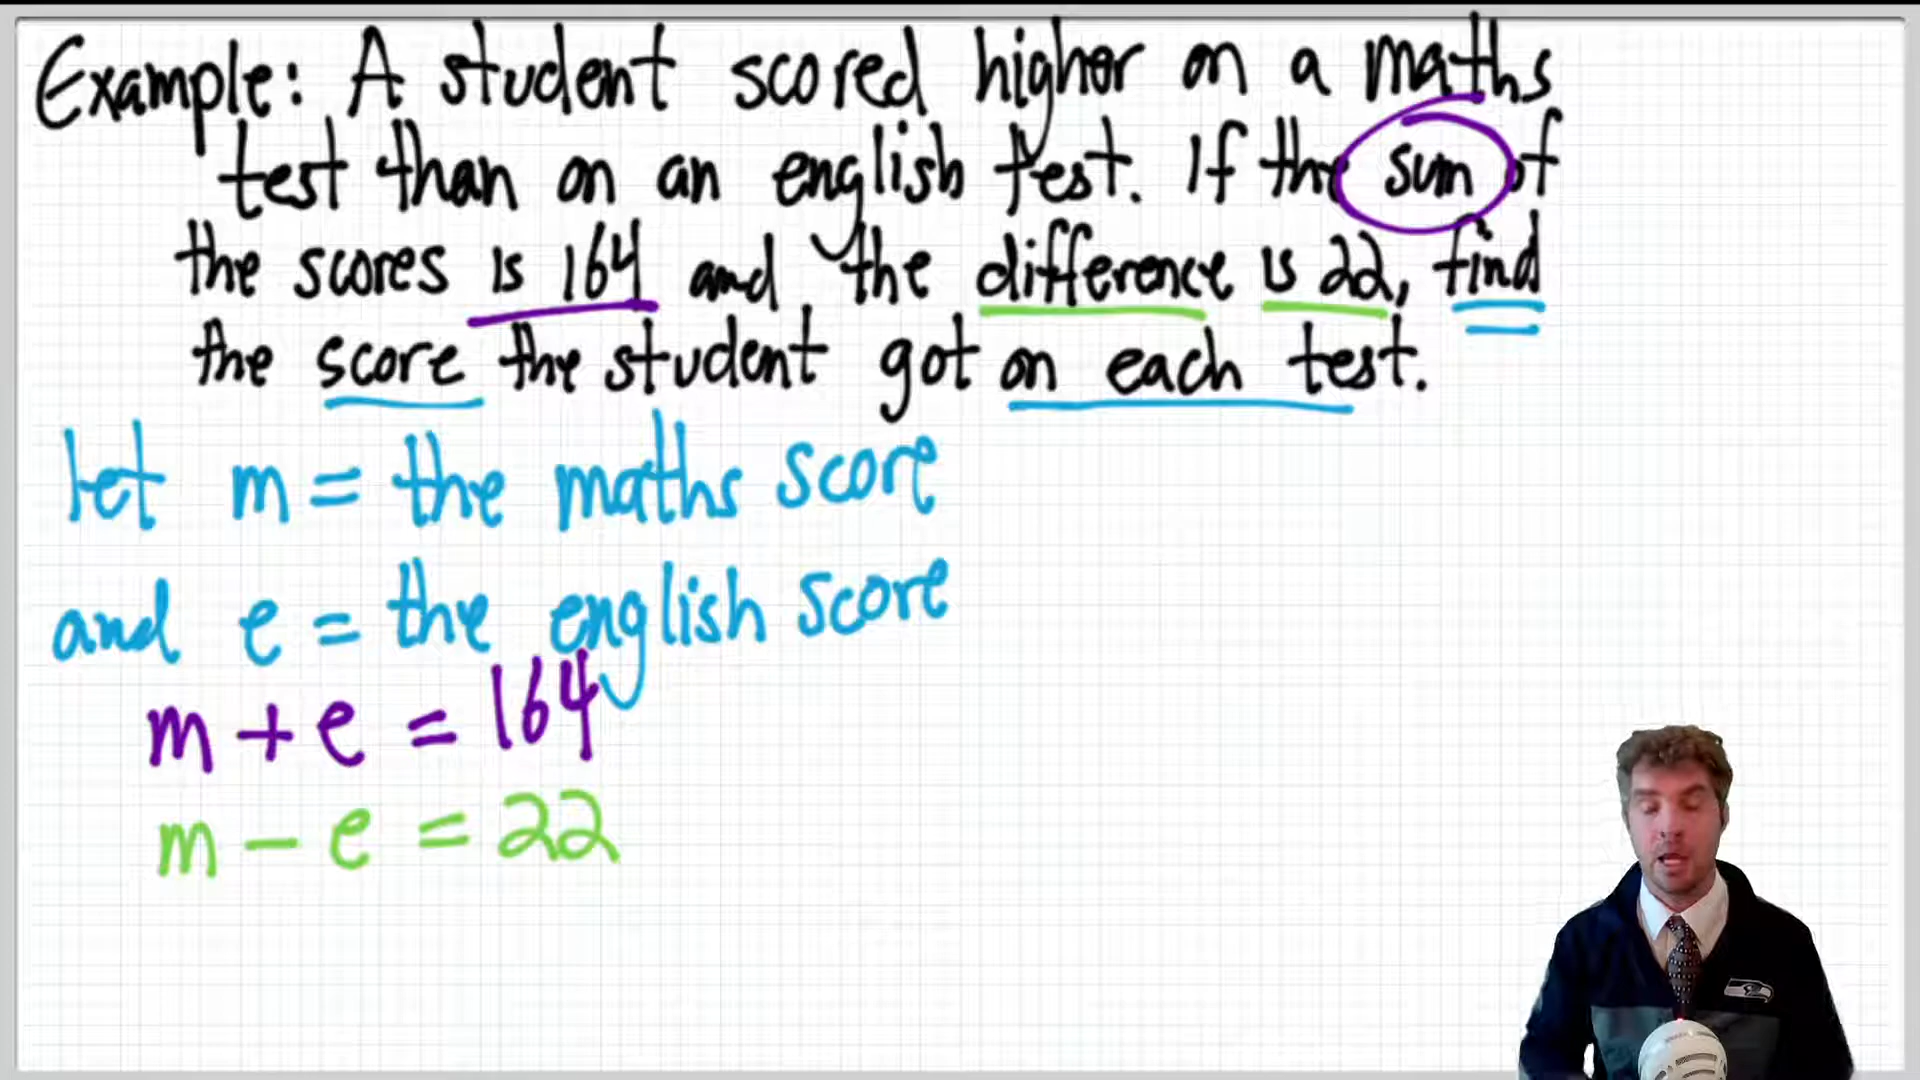 Example: A student scored higher on a maths
test than on an english test. If the sum of
the scores is 164 and the difference is 22, find
the score the student got on each test.
let m = the maths score
and e = the english score
m + e = 164
m - e = 22